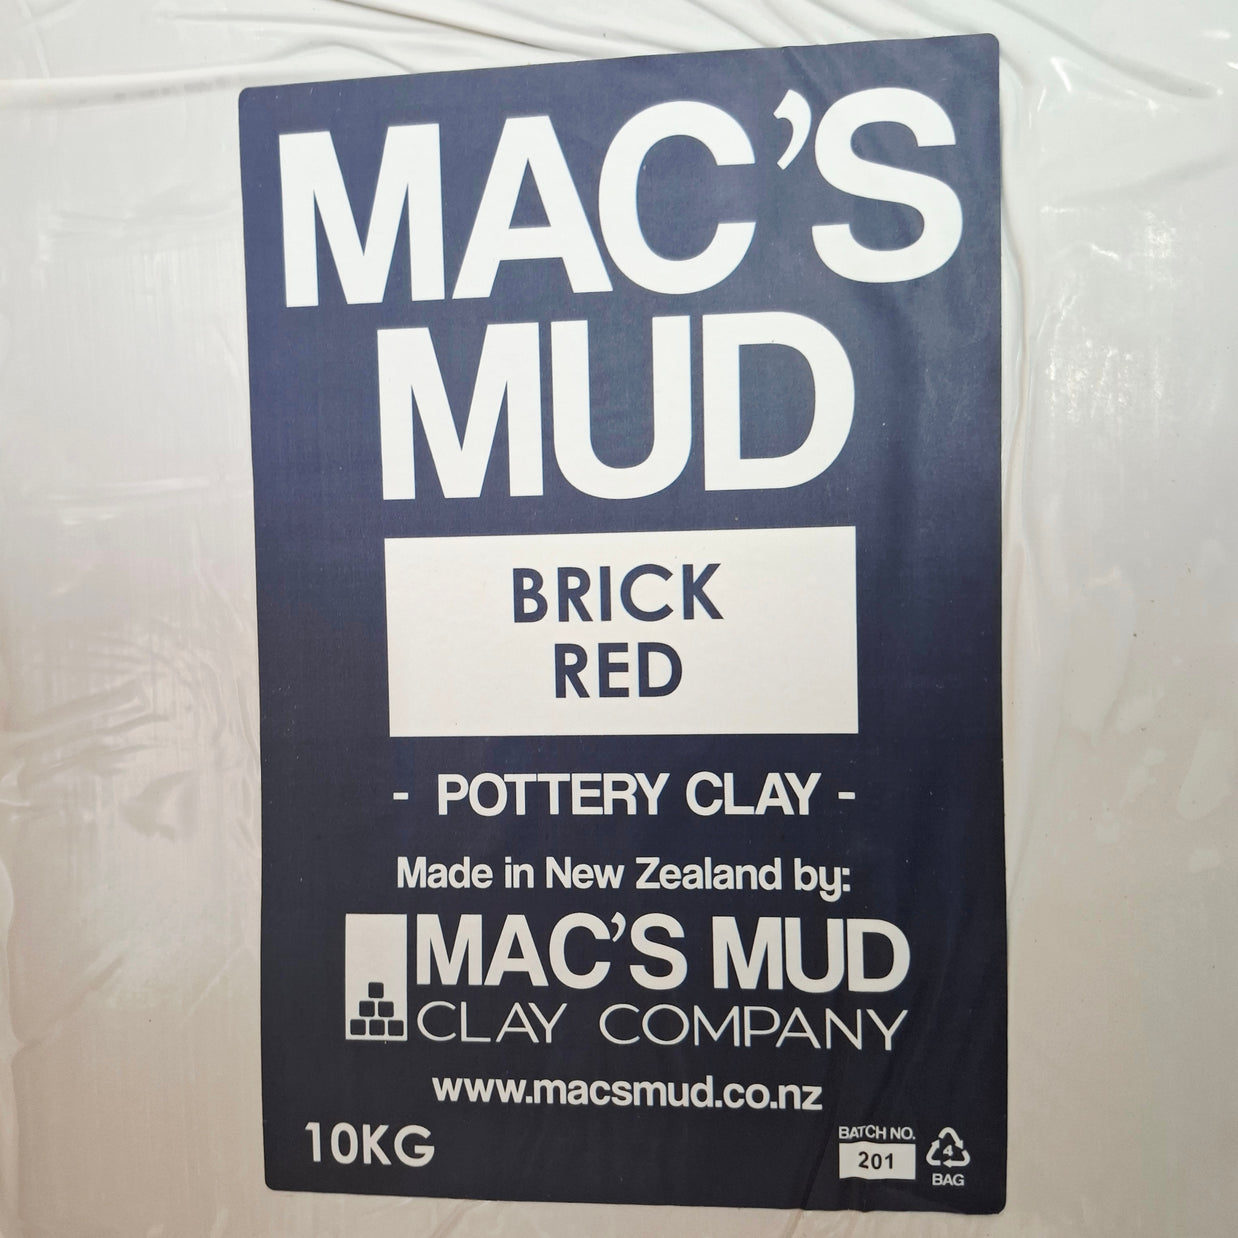 MAC'S
MUD
BRICK
RED
- POTTERY CLAY -
Made in New Zealand by:
MAC'S MUD
CLAY COMPANY
www.macsmud.co.nz
10KG
BATCH NO.
201
4
BAG